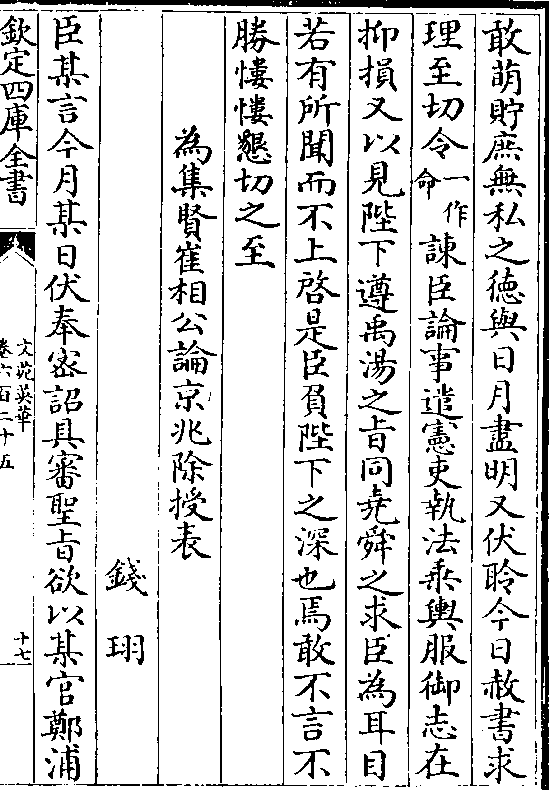 敢萌貯庶無私之德與日月盡明又伏聆今日赦書求
理至切令一作命諫臣論事遣憲吏執法乘輿服御志在
抑損又以見陛下遵禹湯之旨同堯舜之求臣為耳目
若有所聞而不上啓是臣負陛下之深也焉敢不言不
勝悽悽懇切之至
為集賢崔相公論京兆除授表
錢珝
臣某言今月某日伏奉密詔具審聖旨欲以某官鄭浦
欽定四庫全書
文苑英華
卷六百二十五
十七